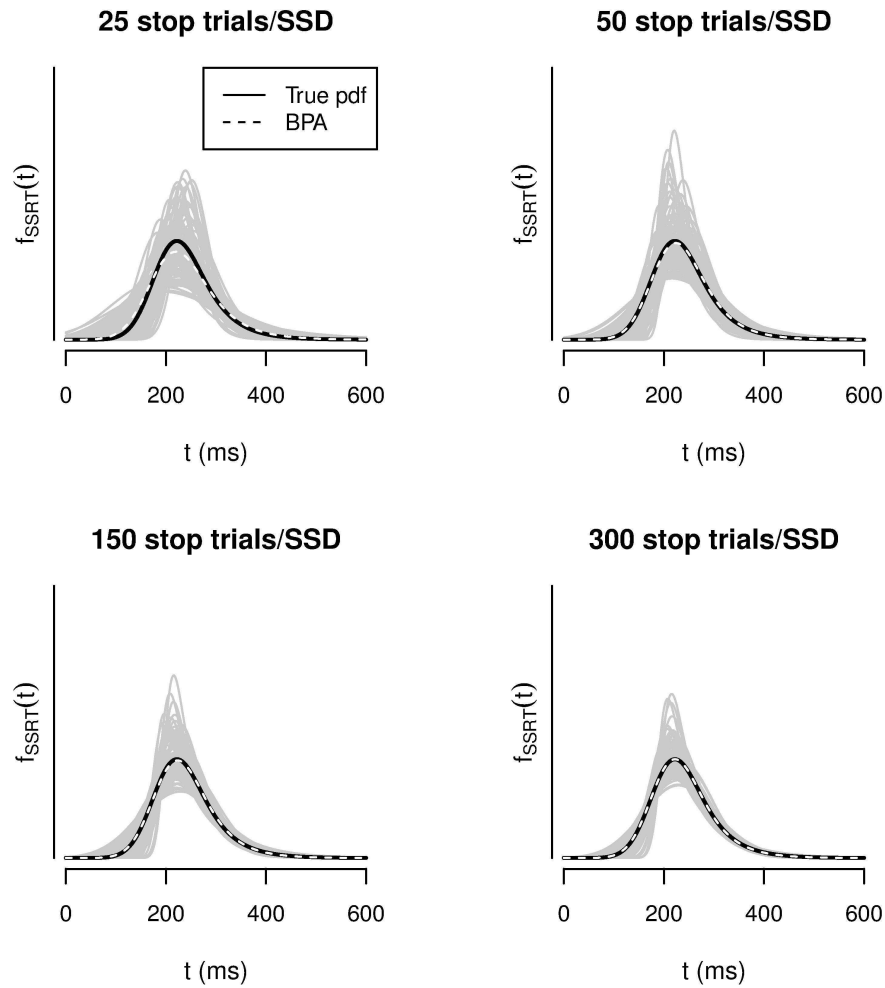 25 stop trials/SSD
True pdf
BPA
f_SSRT(t)
0 200 400 600
t (ms)
50 stop trials/SSD
f_SSRT(t)
0 200 400 600
t (ms)
150 stop trials/SSD
f_SSRT(t)
0 200 400 600
t (ms)
300 stop trials/SSD
f_SSRT(t)
0 200 400 600
t (ms)